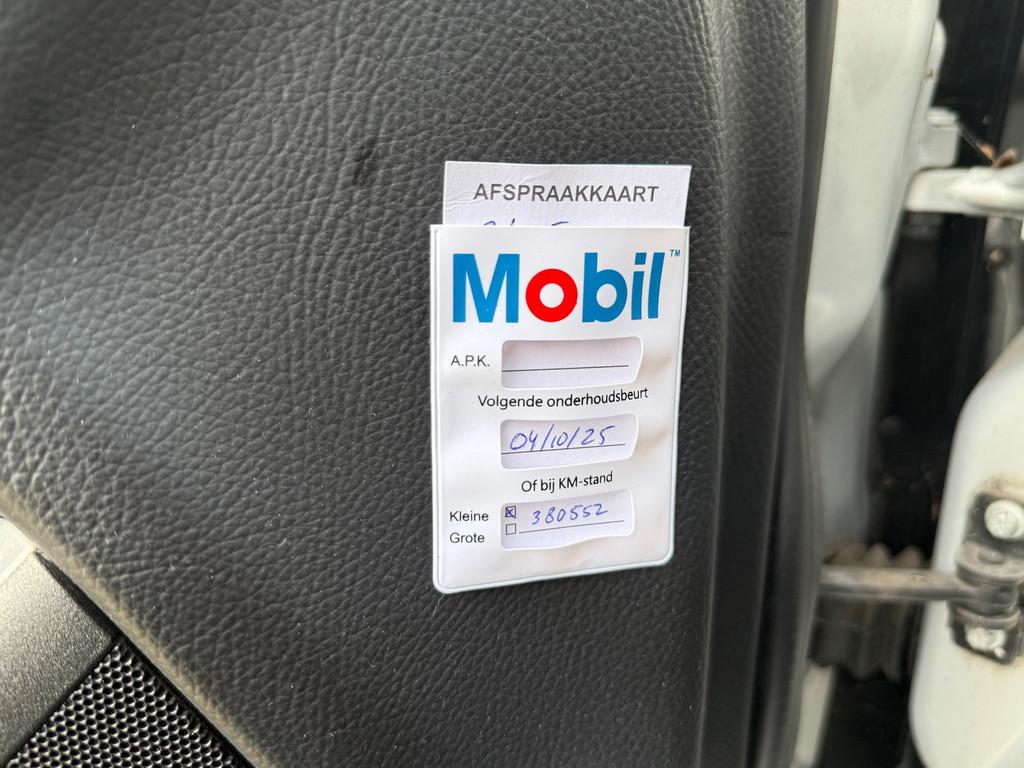 AFSPRAAKKAART
Mobil™
A.P.K.
Volgende onderhoudsbeurt
04/10/25
Of bij KM-stand
Kleine 380552
Grote